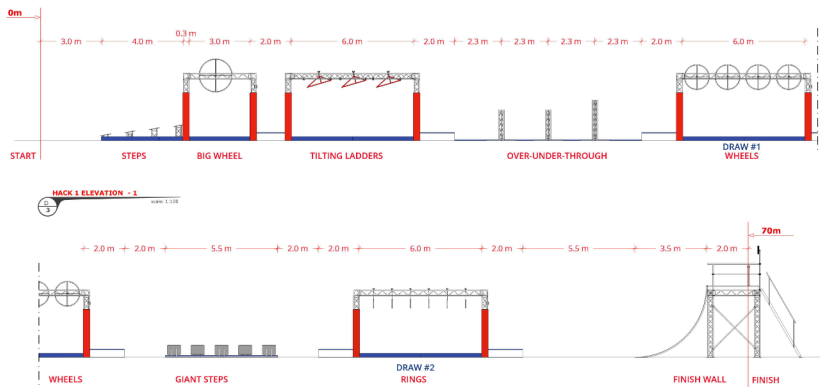 0m
0.3 m
3.0 m 4.0 m 3.0 m 2.0 m 6.0 m 2.0 m 2.3 m 2.3 m 2.3 m 2.3 m 2.0 m 6.0 m
DRAW #1
START STEPS BIG WHEEL TILTING LADDERS OVER-UNDER-THROUGH WHEELS
HACK 1 ELEVATION - 1
D
3
scale: 1:100
70m
2.0 m 2.0 m 5.5 m 2.0 m 2.0 m 6.0 m 2.0 m 5.5 m 3.5 m 2.0 m
DRAW #2
WHEELS GIANT STEPS RINGS FINISH WALL FINISH